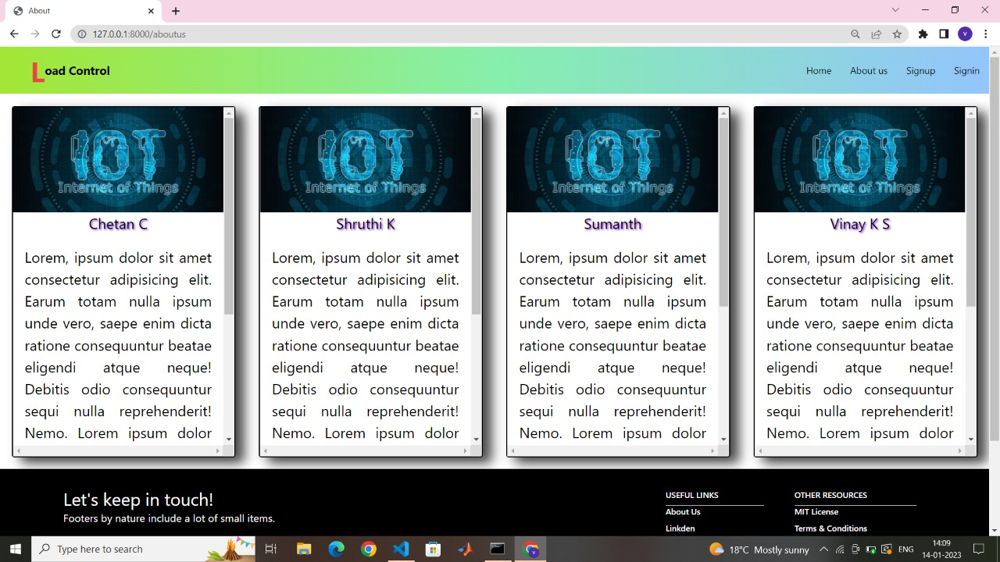 About
127.0.0.1:8000/aboutus
V
Load Control
Home
About us
Signup
Signin
IOT
Internet of Things
Chetan C
Lorem, ipsum dolor sit amet
consectetur adipisicing elit.
Earum totam nulla ipsum
unde vero, saepe enim dicta
ratione consequuntur beatae
eligendi atque neque!
Debitis odio consequuntur
sequi nulla reprehenderit!
Nemo. Lorem ipsum dolor
IOT
Internet of Things
Shruthi K
Lorem, ipsum dolor sit amet
consectetur adipisicing elit.
Earum totam nulla ipsum
unde vero, saepe enim dicta
ratione consequuntur beatae
eligendi atque neque!
Debitis odio consequuntur
sequi nulla reprehenderit!
Nemo. Lorem ipsum dolor
IOT
Internet of Things
Sumanth
Lorem, ipsum dolor sit amet
consectetur adipisicing elit.
Earum totam nulla ipsum
unde vero, saepe enim dicta
ratione consequuntur beatae
eligendi atque neque!
Debitis odio consequuntur
sequi nulla reprehenderit!
Nemo. Lorem ipsum dolor
IOT
Internet of Things
Vinay K S
Lorem, ipsum dolor sit amet
consectetur adipisicing elit.
Earum totam nulla ipsum
unde vero, saepe enim dicta
ratione consequuntur beatae
eligendi atque neque!
Debitis odio consequuntur
sequi nulla reprehenderit!
Nemo. Lorem ipsum dolor
Let's keep in touch!
Footers by nature include a lot of small items.
USEFUL LINKS
About Us
Linkden
OTHER RESOURCES
MIT License
Terms & Conditions
Type here to search
18°C Mostly sunny
ENG
14:09
14-01-2023